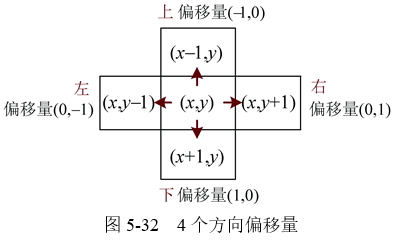 上 偏移量(-1,0)
(x-1,y)
左
偏移量(0,-1)
(x,y-1)
(x,y)
(x,y+1)
右
偏移量(0,1)
(x+1,y)
下 偏移量(1,0)
图 5-32 4 个方向偏移量